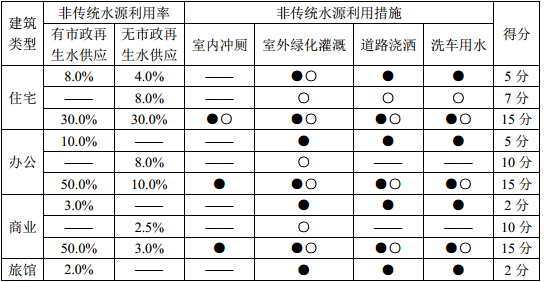 建筑类型 非传统水源利用率 非传统水源利用措施 得分
有市政再生水供应 无市政再生水供应 室内冲厕 室外绿化灌溉 道路浇洒 洗车用水
住宅 8.0% 4.0% —— ●○ ● ● 5 分
—— 8.0% —— ○ ○ ○ 7 分
30.0% 30.0% ●○ ●○ ●○ ●○ 15 分
办公 10.0% —— —— ● ● ● 5 分
—— 8.0% —— ○ —— —— 10 分
50.0% 10.0% ● ●○ ●○ ●○ 15 分
商业 3.0% —— —— ● ● ● 2 分
—— 2.5% —— ○ —— —— 10 分
50.0% 3.0% ● ●○ ●○ ●○ 15 分
旅馆 2.0% —— —— ● ● ● 2 分